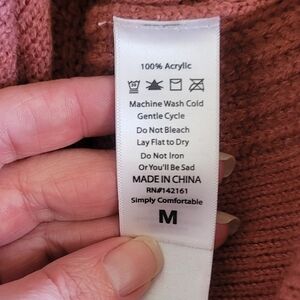 100% Acrylic
Machine Wash Cold
Gentle Cycle
Do Not Bleach
Lay Flat to Dry
Do Not Iron
Or You'll Be Sad
MADE IN CHINA
RN#142161
Simply Comfortable
M